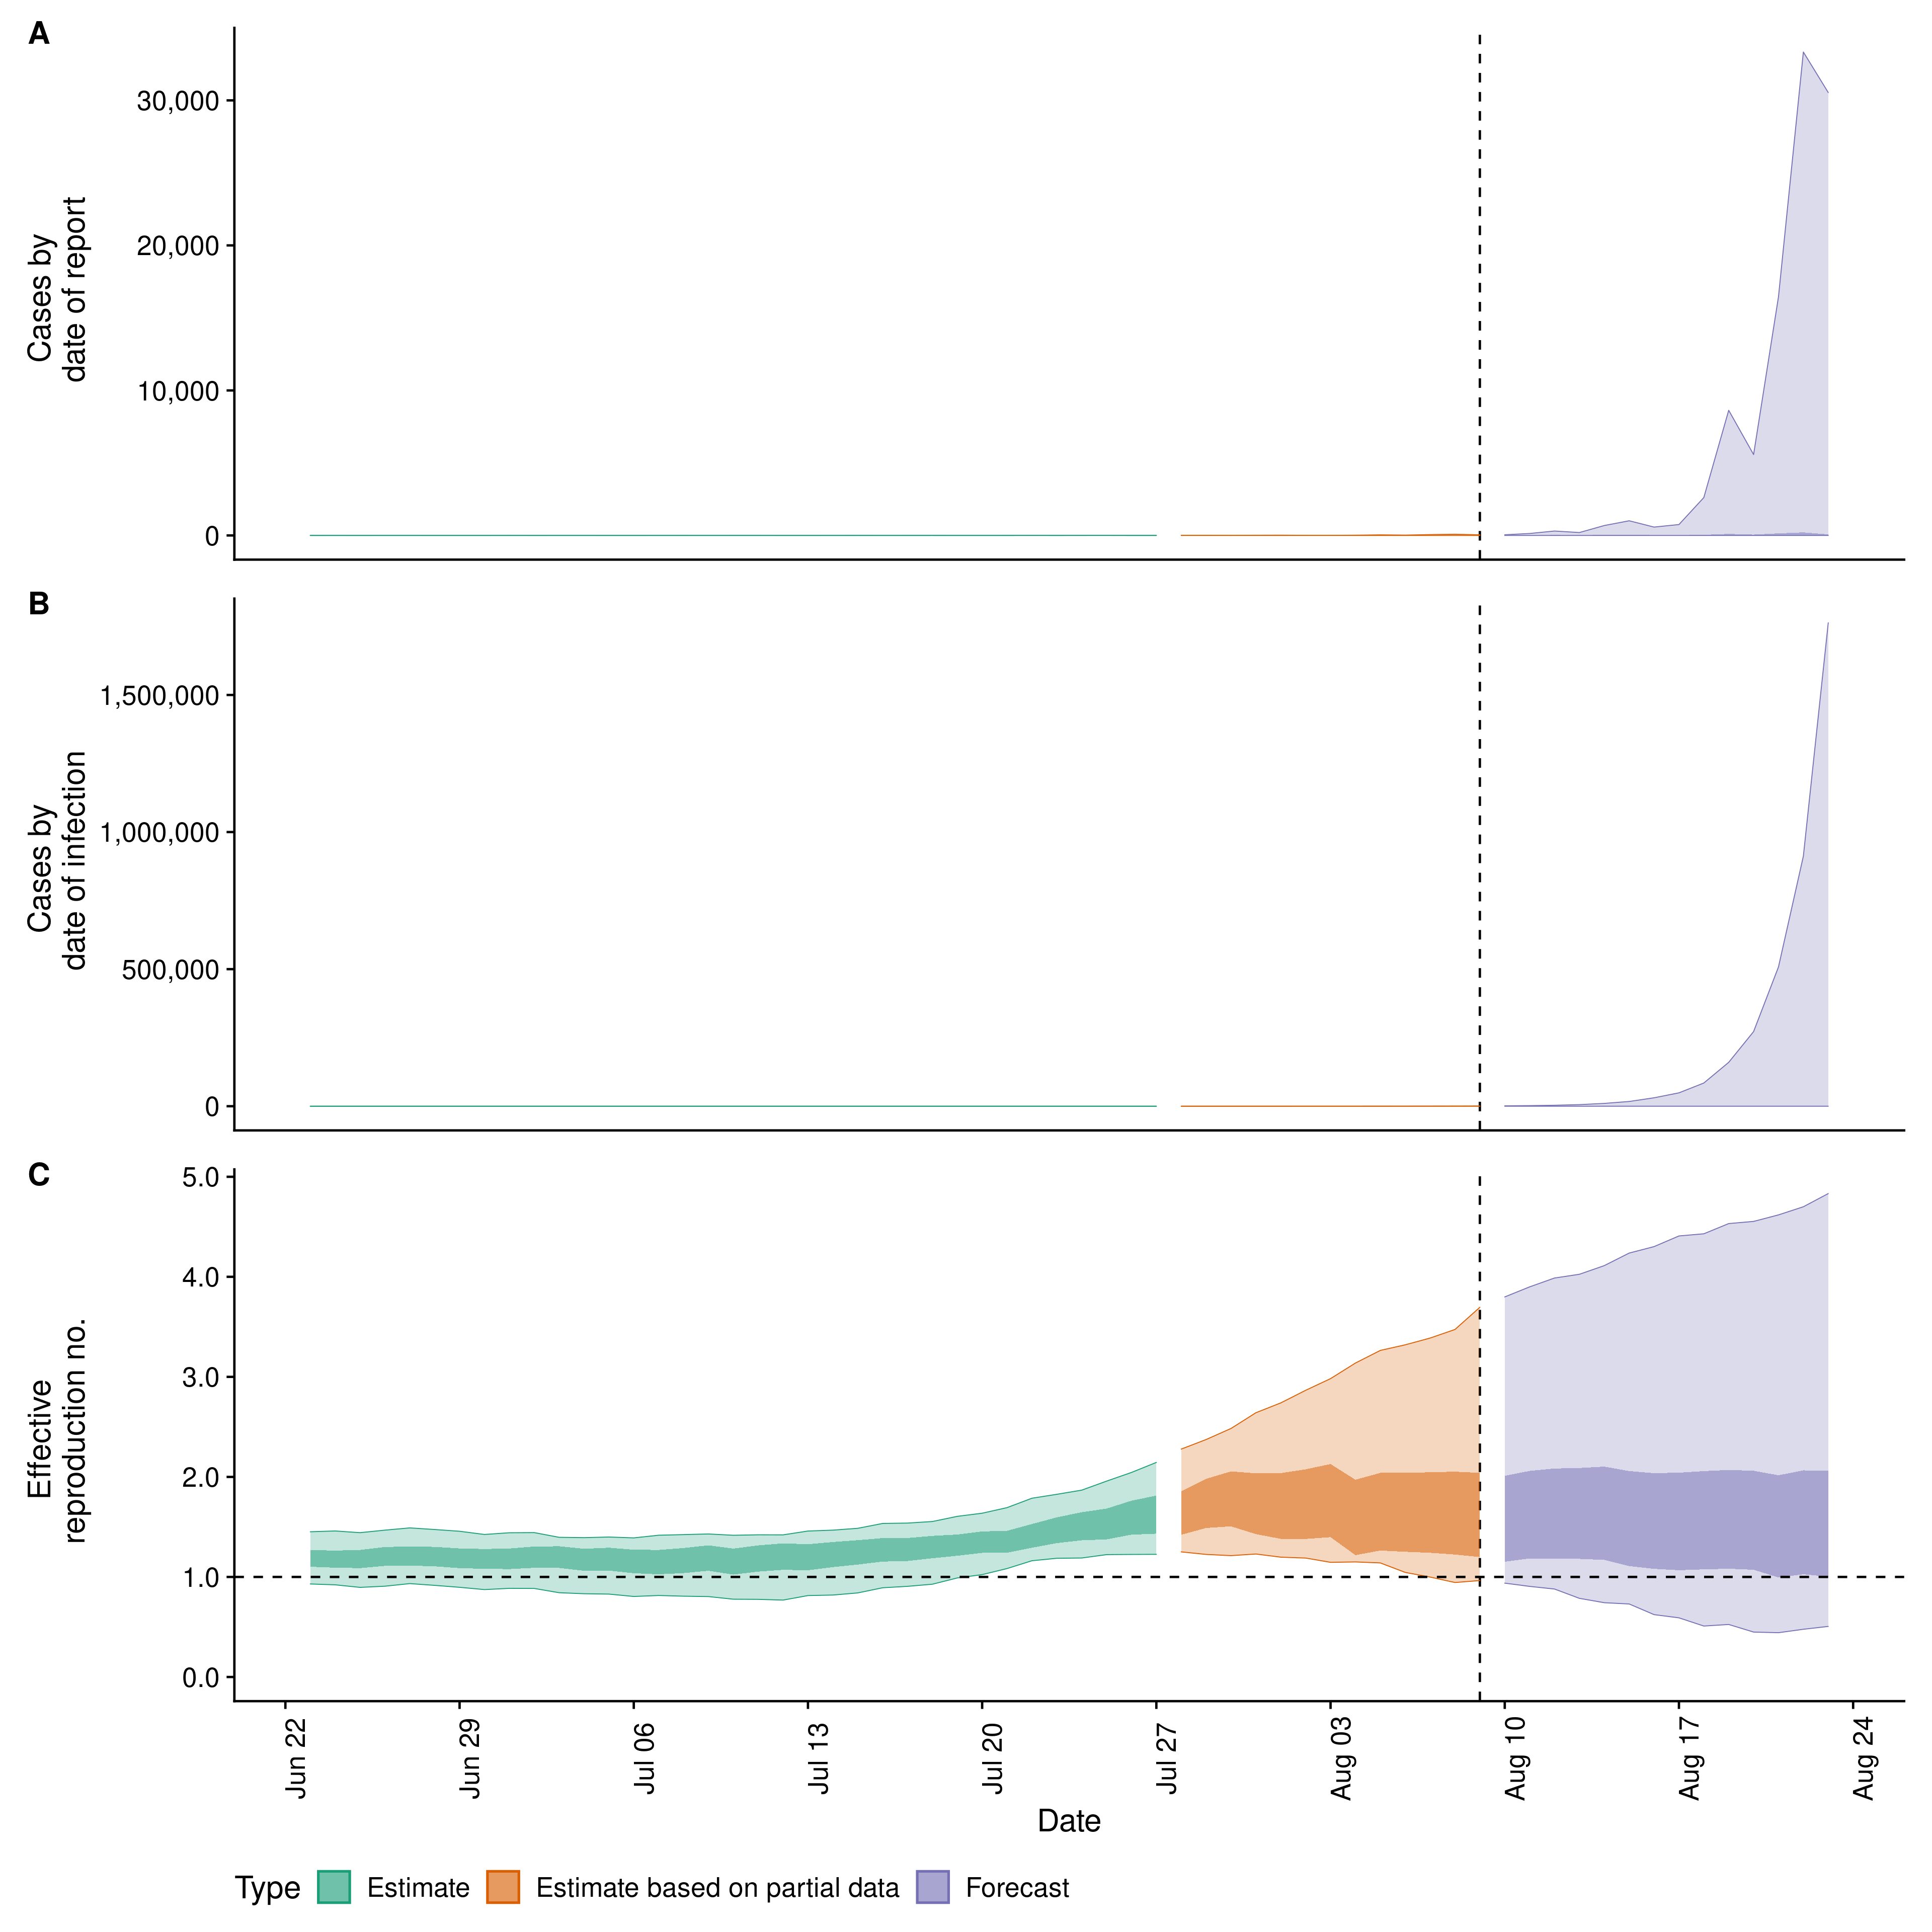 A
Cases by
date of report
30,000
20,000
10,000
0
B
Cases by
date of infection
1,500,000
1,000,000
500,000
0
C
Effective
reproduction no.
5.0
4.0
3.0
2.0
1.0
0.0
Jun 22
Jun 29
Jul 06
Jul 13
Jul 20
Jul 27
Aug 03
Aug 10
Aug 17
Aug 24
Date
Type Estimate Estimate based on partial data Forecast